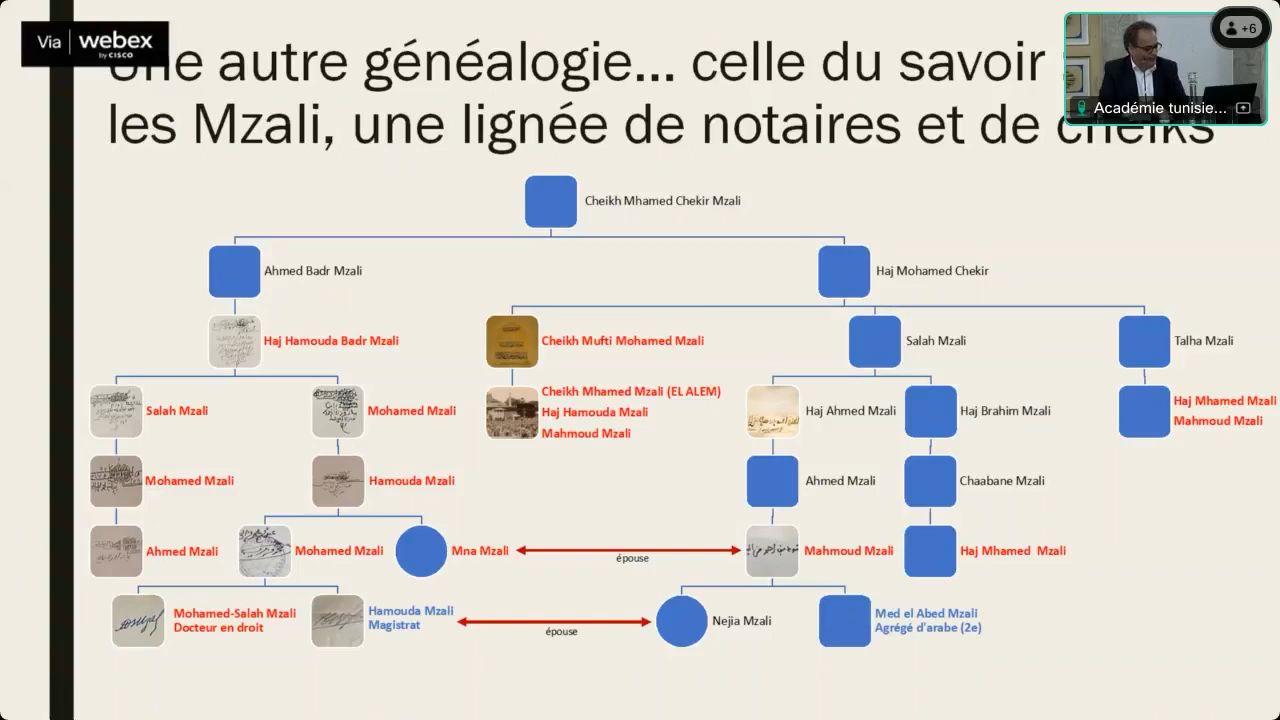 Via webex
by CISCO
Une autre généalogie... celle du savoir
les Mzali, une lignée de notaires et de cheiks
+6
Académie tunisie...
Cheikh Mhamed Chekir Mzali
Ahmed Badr Mzali
Haj Mohamed Chekir
Haj Hamouda Badr Mzali
Cheikh Mufti Mohamed Mzali
Salah Mzali
Talha Mzali
Salah Mzali
Mohamed Mzali
Cheikh Mhamed Mzali (EL ALEM)
Haj Hamouda Mzali
Mahmoud Mzali
Haj Ahmed Mzali
Haj Brahim Mzali
Haj Mhamed Mzali
Mahmoud Mzali
Mohamed Mzali
Hamouda Mzali
Ahmed Mzali
Chaabane Mzali
Ahmed Mzali
Mohamed Mzali
Mna Mzali
épouse
Mahmoud Mzali
Haj Mhamed Mzali
Mohamed-Salah Mzali
Docteur en droit
Hamouda Mzali
Magistrat
épouse
Nejia Mzali
Med el Abed Mzali
Agrégé d'arabe (2e)